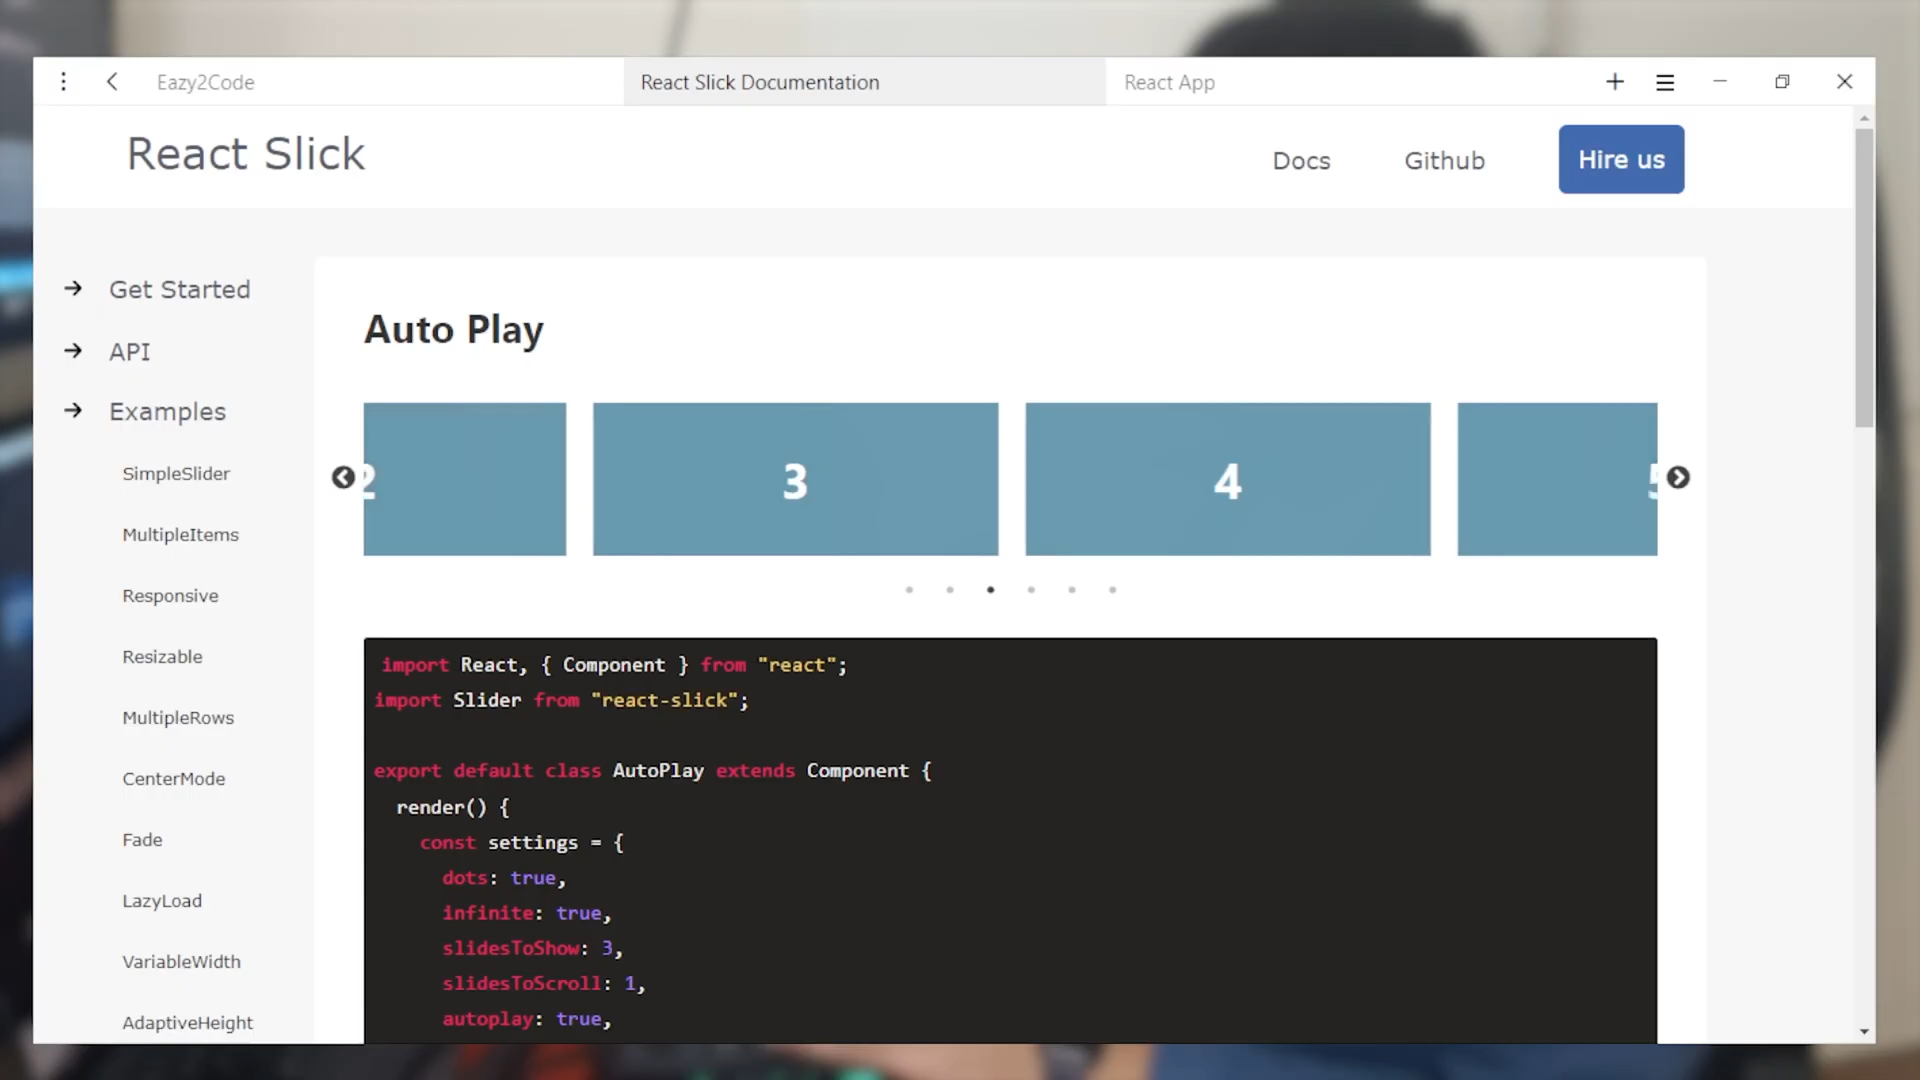 Eazy2Code
React Slick Documentation
React App
React Slick
Docs
Github
Hire us
Get Started
API
Examples
SimpleSlider
MultipleItems
Responsive
Resizable
MultipleRows
CenterMode
Fade
LazyLoad
VariableWidth
AdaptiveHeight
Auto Play
2
3
4
5
import React, { Component } from "react";
import Slider from "react-slick";
export default class AutoPlay extends Component {
render() {
const settings = {
dots: true,
infinite: true,
slidesToShow: 3,
slidesToScroll: 1,
autoplay: true,